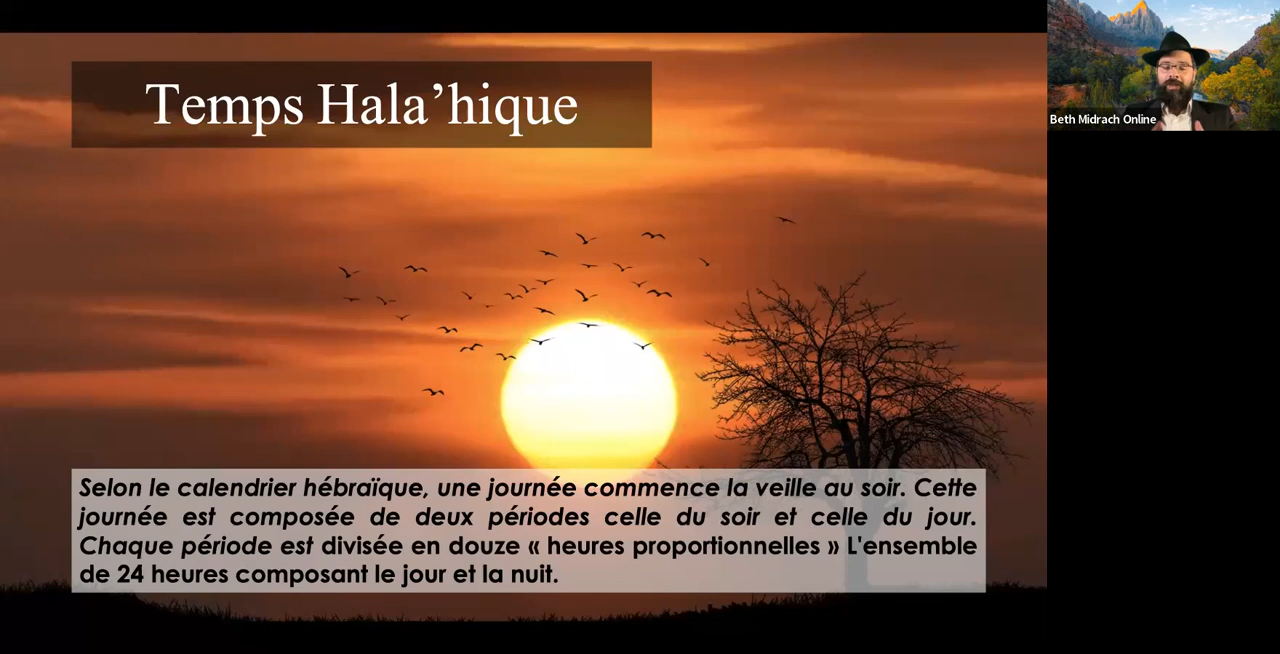 Temps Hala’hique
Beth Midrach Online
Selon le calendrier hébraïque, une journée commence la veille au soir. Cette
journée est composée de deux périodes celle du soir et celle du jour.
Chaque période est divisée en douze « heures proportionnelles » L'ensemble
de 24 heures composant le jour et la nuit.